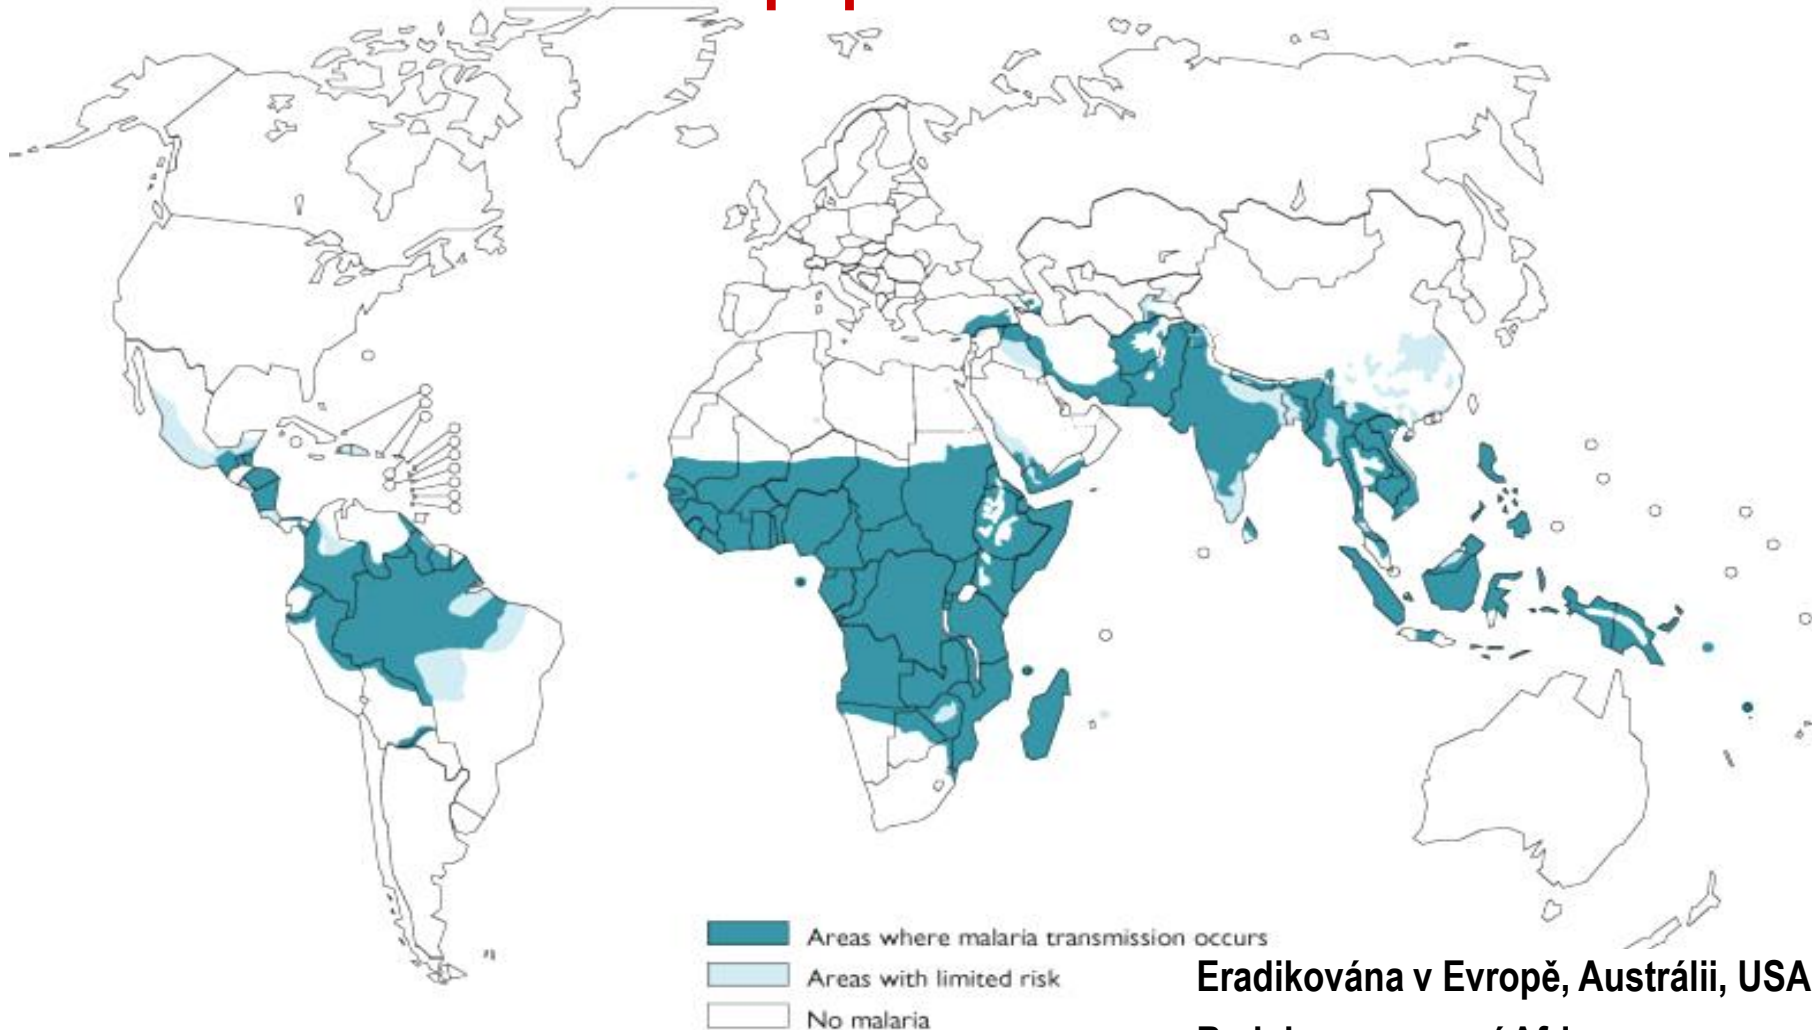 Areas where malaria transmission occurs
Areas with limited risk
No malaria
Eradikována v Evropě, Austrálii, USA